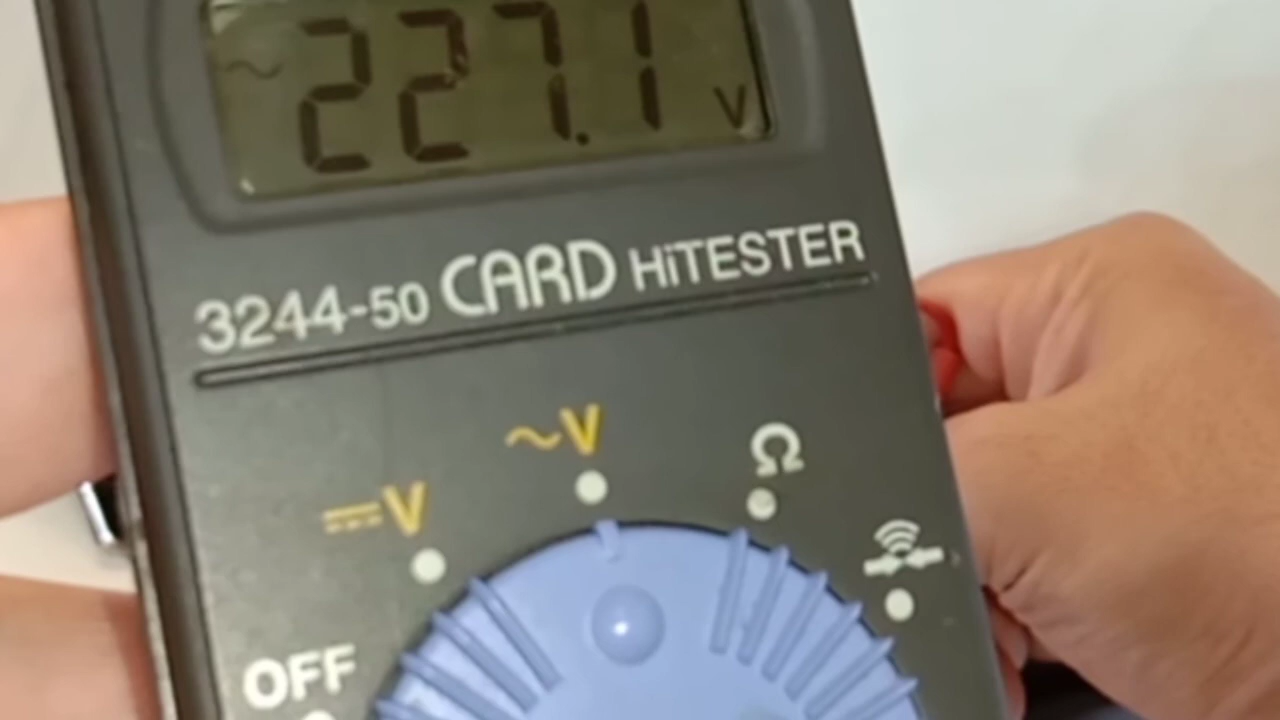 ~ 227.1 V
3244-50 CARD HiTESTER
~V
Ω
⎓V
OFF